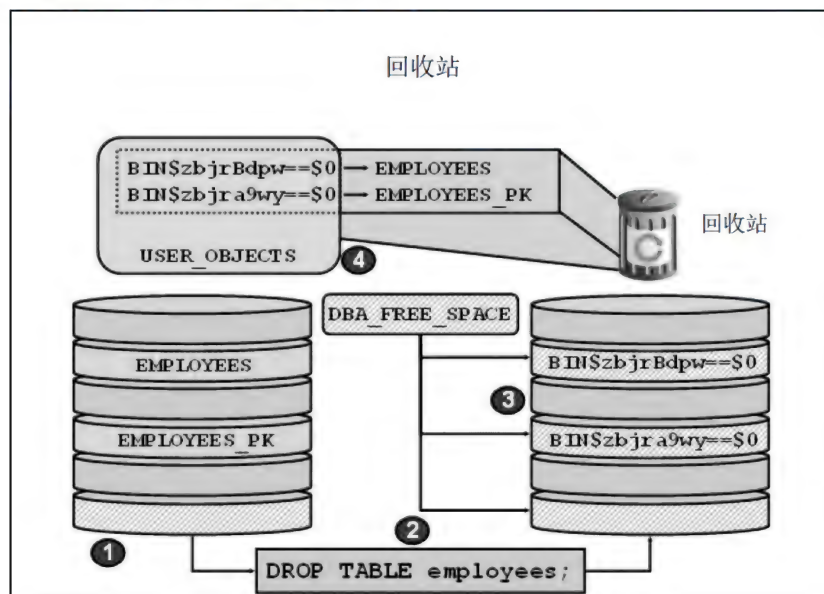 回收站
BIN$zbjrBdpw==$0 → EMPLOYEES
BIN$zbjra9wy==$0 → EMPLOYEES_PK
USER_OBJECTS
4
回收站
DBA_FREE_SPACE
EMPLOYEES
BIN$zbjrBdpw==$0
3
EMPLOYEES_PK
BIN$zbjra9wy==$0
1
2
DROP TABLE employees;